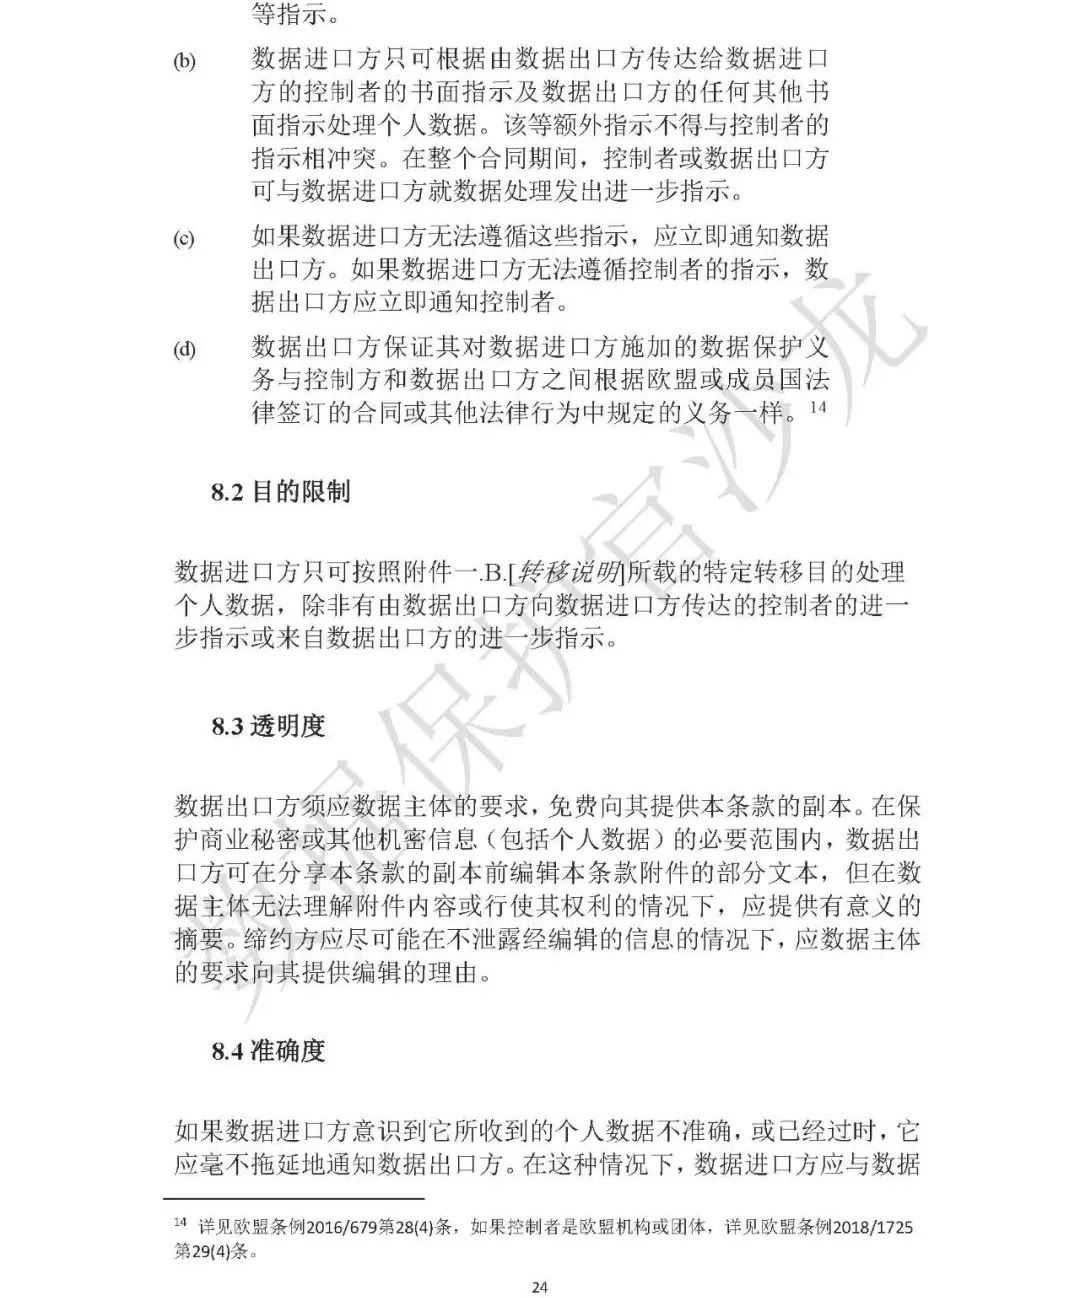 等指示。
(b) 数据进口方只可根据由数据出口方传达给数据进口
方的控制者的书面指示及数据出口方的任何其他书
面指示处理个人数据。该等额外指示不得与控制者的
指示相冲突。在整个合同期间，控制者或数据出口方
可与数据进口方就数据处理发出进一步指示。
(c) 如果数据进口方无法遵循这些指示，应立即通知数据
出口方。如果数据进口方无法遵循控制者的指示，数
据出口方应立即通知控制者。
(d) 数据出口方保证其对数据进口方施加的数据保护义
务与控制方和数据出口方之间根据欧盟或成员国法
律签订的合同或其他法律行为中规定的义务一样。14
8.2 目的限制
数据进口方只可按照附件一.B.[转移说明]所载的特定转移目的处理
个人数据，除非有由数据出口方向数据进口方传达的控制者的进一
步指示或来自数据出口方的进一步指示。
8.3 透明度
数据出口方须应数据主体的要求，免费向其提供本条款的副本。在保
护商业秘密或其他机密信息（包括个人数据）的必要范围内，数据出
口方可在分享本条款的副本前编辑本条款附件的部分文本，但在数
据主体无法理解附件内容或行使其权利的情况下，应提供有意义的
摘要。缔约方应尽可能在不泄露经编辑的信息的情况下，应数据主体
的要求向其提供编辑的理由。
8.4 准确度
如果数据进口方意识到它所收到的个人数据不准确，或已经过时，它
应毫不拖延地通知数据出口方。在这种情况下，数据进口方应与数据
14 详见欧盟条例2016/679第28(4)条，如果控制者是欧盟机构或团体，详见欧盟条例2018/1725
第29(4)条。
24
数据保护官沙龙